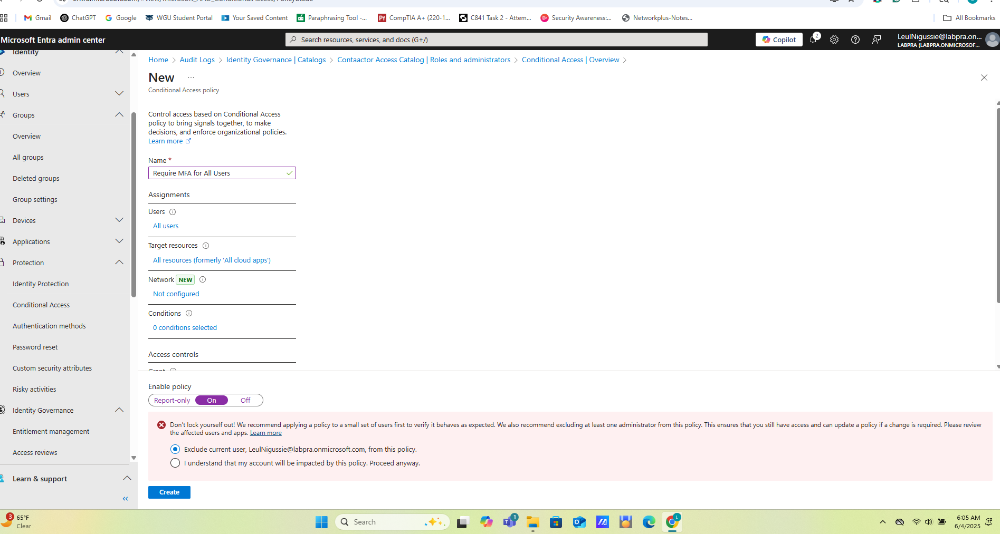 entra.microsoft.com/#view/Microsoft_AAD_ConditionalAccess/PolicyBlade
Gmail
ChatGPT
Google
WGU Student Portal
Your Saved Content
Paraphrasing Tool -...
CompTIA A+ (220-1...
C841 Task 2 - Attem...
Security Awareness:...
Networkplus-Notes...
All Bookmarks
Microsoft Entra admin center
Search resources, services, and docs (G+/)
Copilot
2
LeulNigussie@labpra.on...
LABPRA (LABPRA.ONMICROSOF...
Identity
Overview
Users
Groups
Overview
All groups
Deleted groups
Group settings
Devices
Applications
Protection
Identity Protection
Conditional Access
Authentication methods
Password reset
Custom security attributes
Risky activities
Identity Governance
Entitlement management
Access reviews
Learn & support
Home > Audit Logs > Identity Governance | Catalogs > Contaactor Access Catalog | Roles and administrators > Conditional Access | Overview >
New ...
Conditional Access policy
Control access based on Conditional Access
policy to bring signals together, to make
decisions, and enforce organizational policies.
Learn more
Name *
Require MFA for All Users
Assignments
Users
All users
Target resources
All resources (formerly 'All cloud apps')
Network NEW
Not configured
Conditions
0 conditions selected
Access controls
Grant
Enable policy
Report-only On Off
Don't lock yourself out! We recommend applying a policy to a small set of users first to verify it behaves as expected. We also recommend excluding at least one administrator from this policy. This ensures that you still have access and can update a policy if a change is required. Please review
the affected users and apps. Learn more
Exclude current user, LeulNigussie@labpra.onmicrosoft.com, from this policy.
I understand that my account will be impacted by this policy. Proceed anyway.
Create
3
65°F
Clear
Search
1
L
6:05 AM
6/4/2025